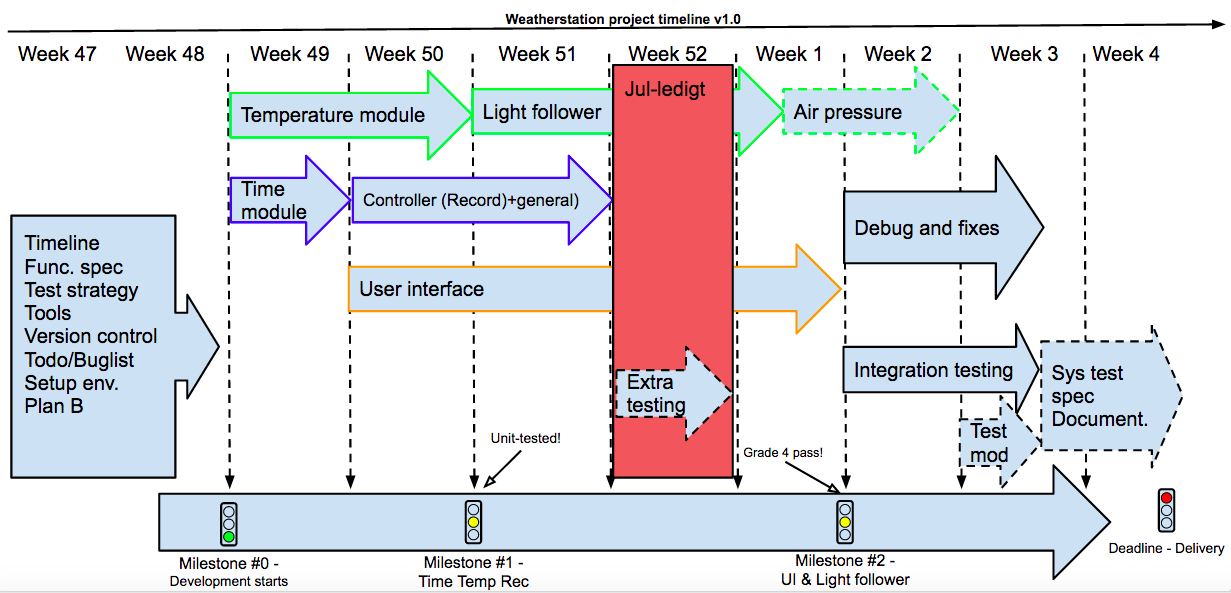 Weatherstation project timeline v1.0
Week 47 Week 48 Week 49 Week 50 Week 51 Week 52 Week 1 Week 2 Week 3 Week 4
Temperature module
Light follower
Jul-ledigt
Air pressure
Time
module
Controller (Record)+general)
Debug and fixes
Timeline
Func. spec
Test strategy
Tools
Version control
Todo/Buglist
Setup env.
Plan B
User interface
Extra
testing
Integration testing
Sys test
spec
Document.
Test
mod
Unit-tested!
Grade 4 pass!
Milestone #0 -
Development starts
Milestone #1 -
Time Temp Rec
Milestone #2 -
UI & Light follower
Deadline - Delivery